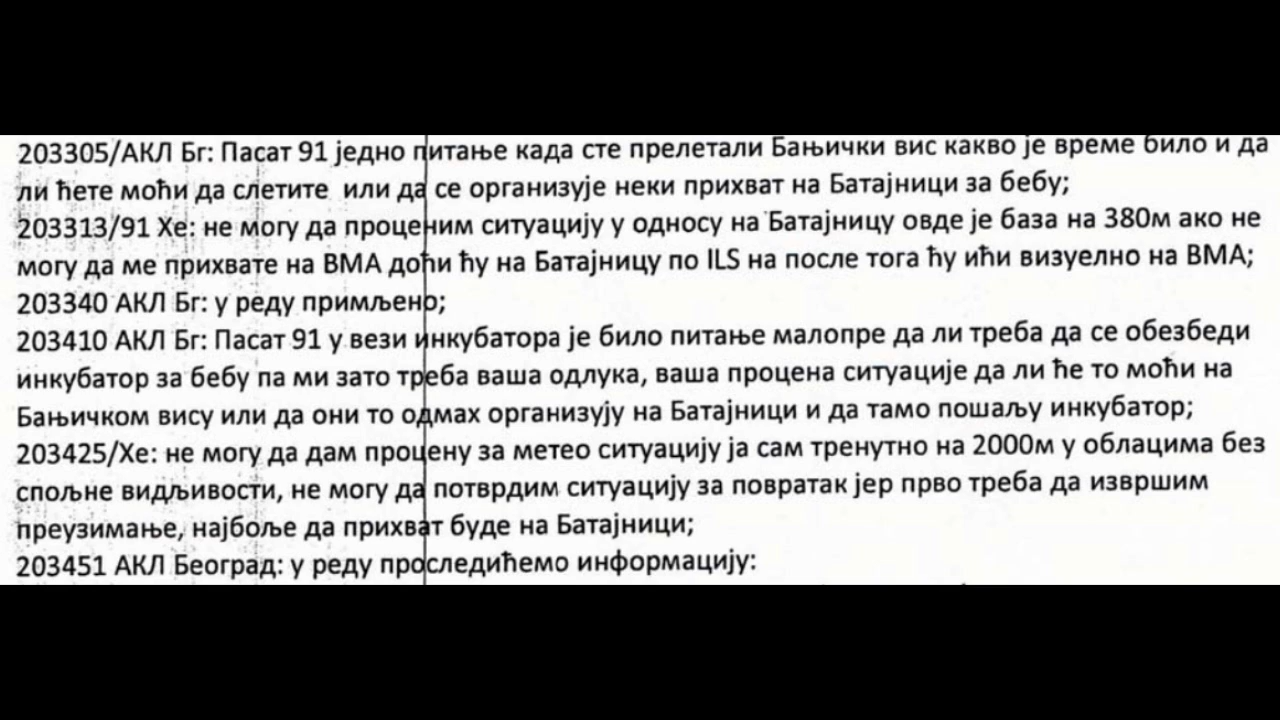 203305/АКЛ Бг: Пасат 91 једно питање када сте прелетали Бањички вис какво је време било и да
ли ћете моћи да слетите или да се организује неки прихват на Батајници за бебу;
203313/91 Хе: не могу да проценим ситуацију у односу на Батајницу овде је база на 380м ако не
могу да ме прихвате на ВМА доћи ћу на Батајницу по ILS на после тога ћу ићи визуелно на ВМА;
203340 АКЛ Бг: у реду примљено;
203410 АКЛ Бг: Пасат 91 у вези инкубатора је било питање малопре да ли треба да се обезбеди
инкубатор за бебу па ми зато треба ваша одлука, ваша процена ситуације да ли ће то моћи на
Бањичком вису или да они то одмах организују на Батајници и да тамо пошаљу инкубатор;
203425/Хе: не могу да дам процену за метео ситуацију ја сам тренутно на 2000м у облацима без
спољне видљивости, не могу да потврдим ситуацију за повратак јер прво треба да извршим
преузимање, најбоље да прихват буде на Батајници;
203451 АКЛ Београд: у реду проследићемо информацију: